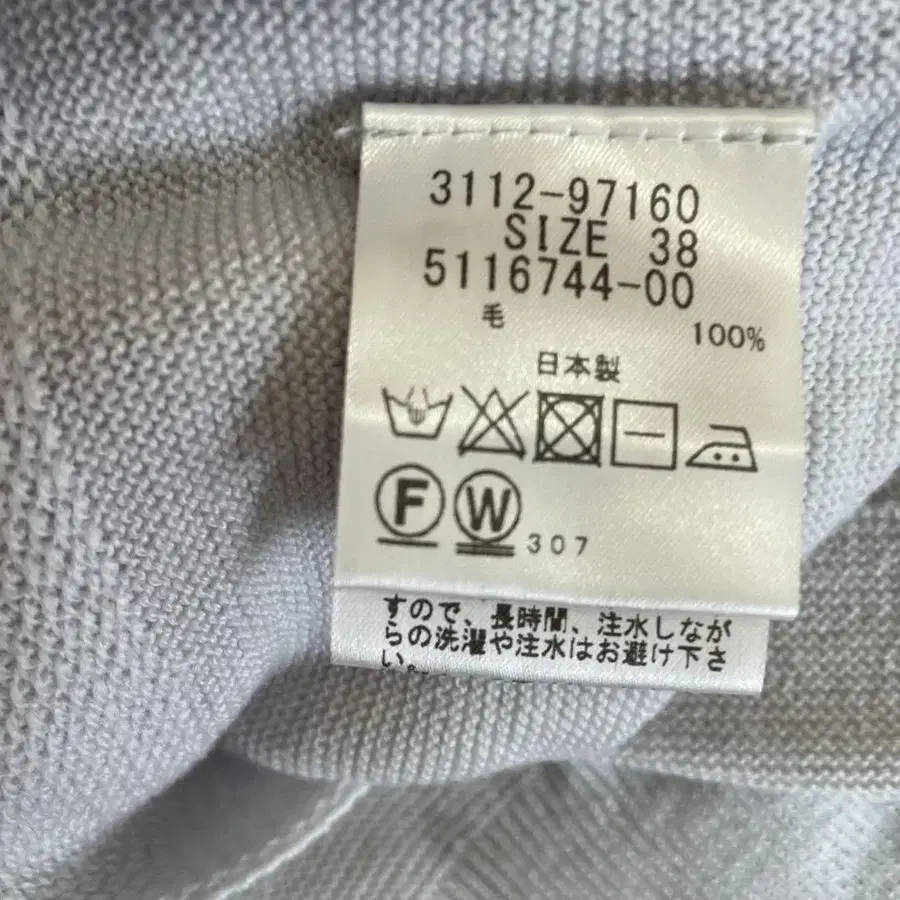 3112-97160
SIZE 38
5116744-00
毛 100%
日本製
F W 307
すので、長時間、注水しなが
らの洗濯や注水はお避け下さ
い。